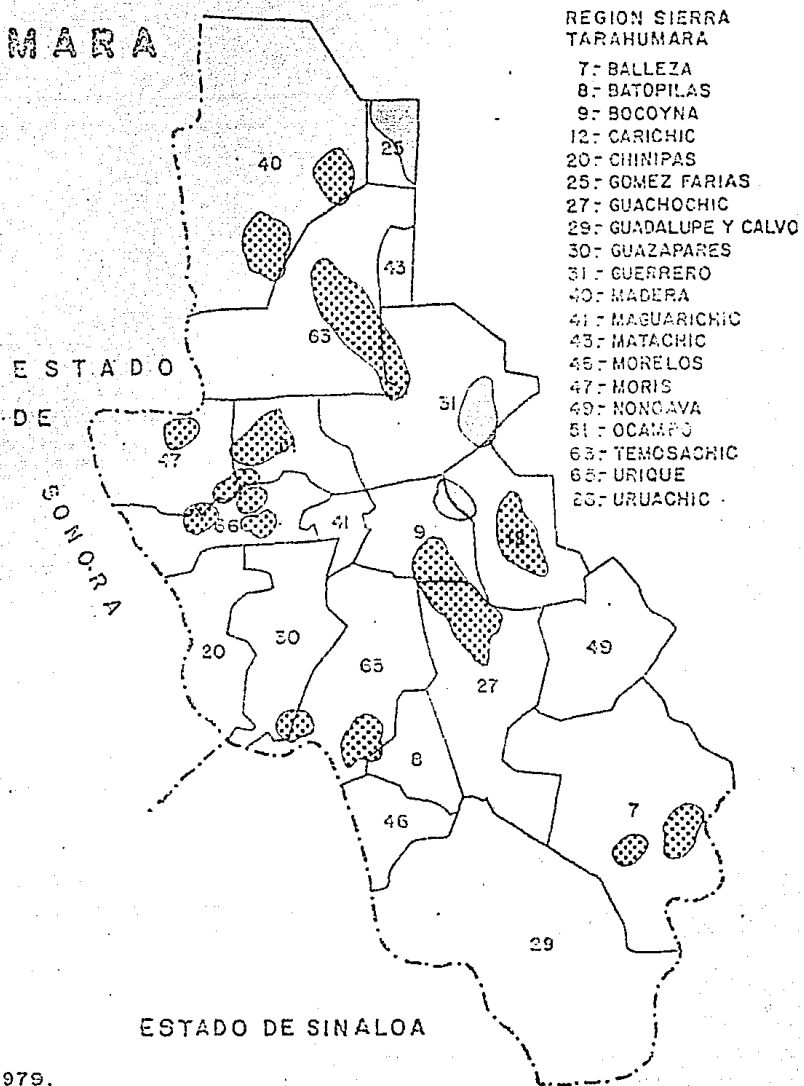 MARA
REGION SIERRA
TARAHUMARA
7- BALLEZA
8- BATOPILAS
9- BOCOYNA
12- CARICHIC
20- CHINIPAS
25- GOMEZ FARIAS
27- GUACHOCHIC
29- GUADALUPE Y CALVO
30- GUAZAPARES
31- GUERRERO
40- MADERA
41- MAGUARICHIC
43- MATACHIC
46- MORELOS
47- MORIS
49- NONOAVA
51- OCAMPO
63- TEMOSACHIC
65- URIQUE
URUACHIC
40
25
43
63
31
47
66
41
9
20
30
65
27
49
8
46
7
29
ESTADO
DE
SONORA
ESTADO DE SINALOA
979.